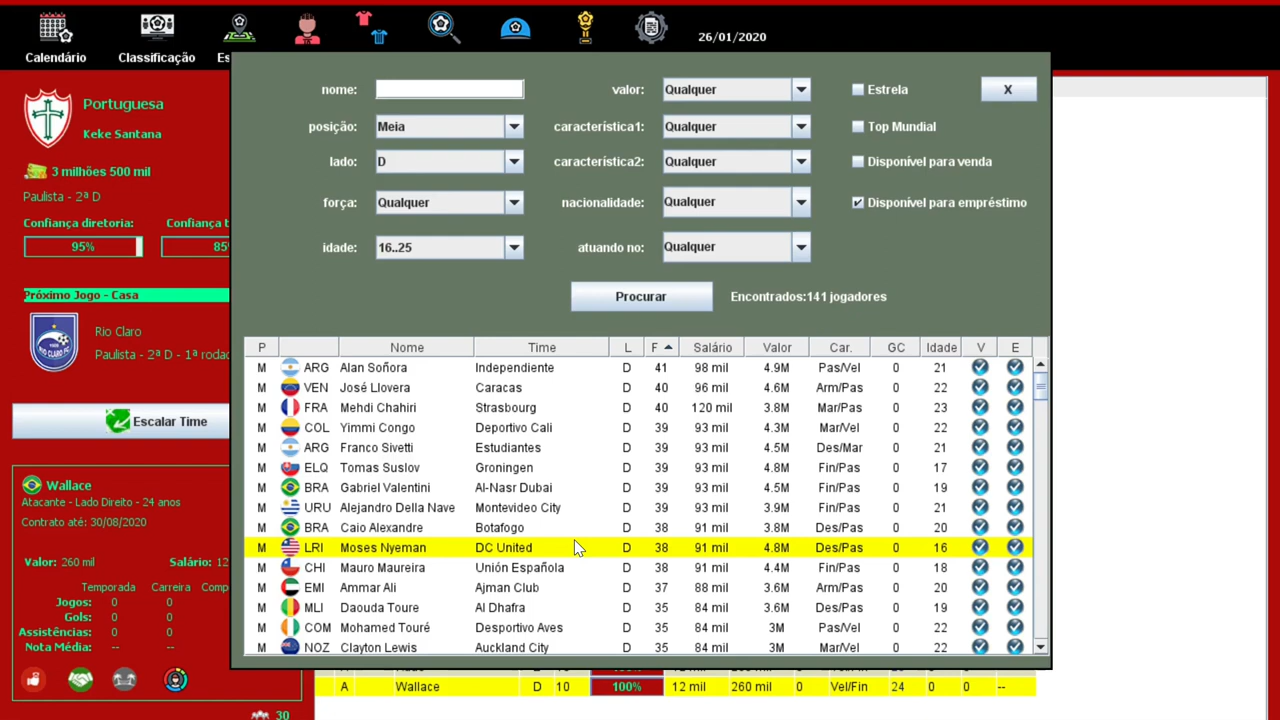 26/01/2020
Calendário Classificação Es
Portuguesa
Keke Santana
3 milhões 500 mil
Paulista - 2ª D
Confiança diretoria: Confiança t
95% 85
Próximo Jogo - Casa
Rio Claro
Paulista - 2ª D - 1ª roda
RIO CLARO FC
Escalar Time
Wallace
Atacante - Lado Direito - 24 anos
Contrato até: 30/08/2020
Valor: 260 mil Salário: 12
Temporada Carreira Comp
Jogos: 0 0
Gols: 0 0
Assistências: 0 0
Nota Média: -- --
30
nome: valor: Qualquer Estrela X
posição: Meia característica1: Qualquer Top Mundial
lado: D característica2: Qualquer Disponível para venda
força: Qualquer nacionalidade: Qualquer Disponível para empréstimo
idade: 16..25 atuando no: Qualquer
Procurar Encontrados:141 jogadores
P Nome Time L F Salário Valor Car. GC Idade V E
M ARG Alan Soñora Independiente D 41 98 mil 4.9M Pas/Vel 0 21
M VEN José Llovera Caracas D 40 96 mil 4.6M Arm/Pas 0 22
M FRA Mehdi Chahiri Strasbourg D 40 120 mil 3.8M Mar/Pas 0 23
M COL Yimmi Congo Deportivo Cali D 39 93 mil 4.3M Mar/Vel 0 22
M ARG Franco Sivetti Estudiantes D 39 93 mil 4.5M Des/Mar 0 21
M ELQ Tomas Suslov Groningen D 39 93 mil 4.8M Fin/Pas 0 17
M BRA Gabriel Valentini Al-Nasr Dubai D 39 93 mil 4.5M Fin/Pas 0 19
M URU Alejandro Della Nave Montevideo City D 39 93 mil 3.9M Fin/Pas 0 21
M BRA Caio Alexandre Botafogo D 38 91 mil 3.8M Des/Pas 0 20
M LRI Moses Nyeman DC United D 38 91 mil 4.8M Des/Pas 0 16
M CHI Mauro Maureira Unión Española D 38 91 mil 4.4M Fin/Pas 0 18
M EMI Ammar Ali Ajman Club D 37 88 mil 3.6M Des/Pas 0 20
M MLI Daouda Toure Al Dhafra D 35 84 mil 3.6M Des/Pas 0 19
M COM Mohamed Touré Desportivo Aves D 35 84 mil 3M Pas/Vel 0 22
M NOZ Clayton Lewis Auckland City D 35 84 mil 3M Mar/Vel 0 22
A Wallace D 10 100% 12 mil 260 mil 0 Vel/Fin 24 0 0 --